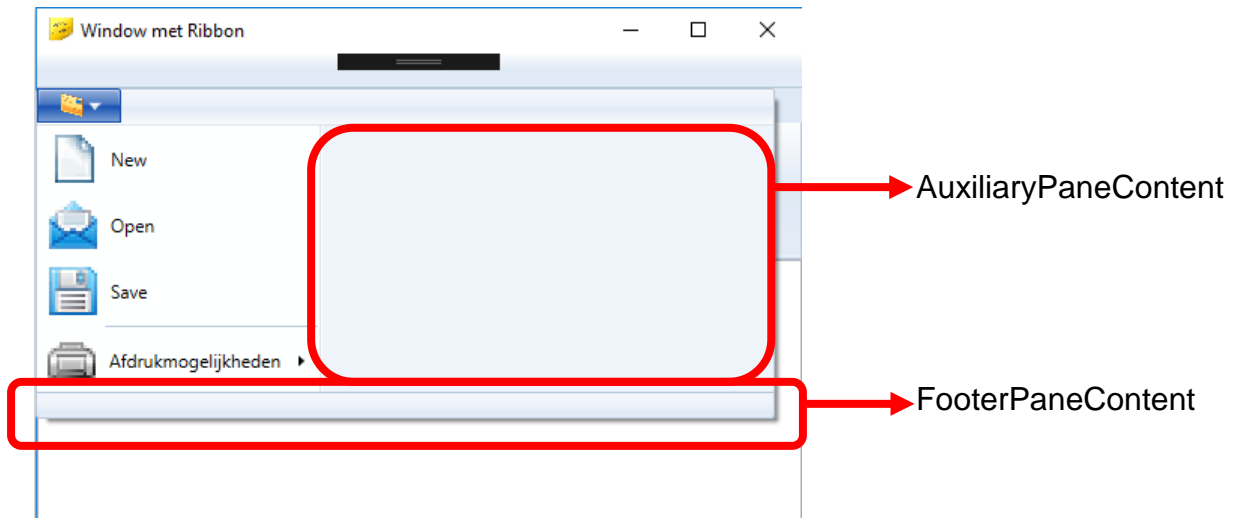 Window met Ribbon
New
AuxiliaryPaneContent
Open
Save
Afdrukmogelijkheden
FooterPaneContent